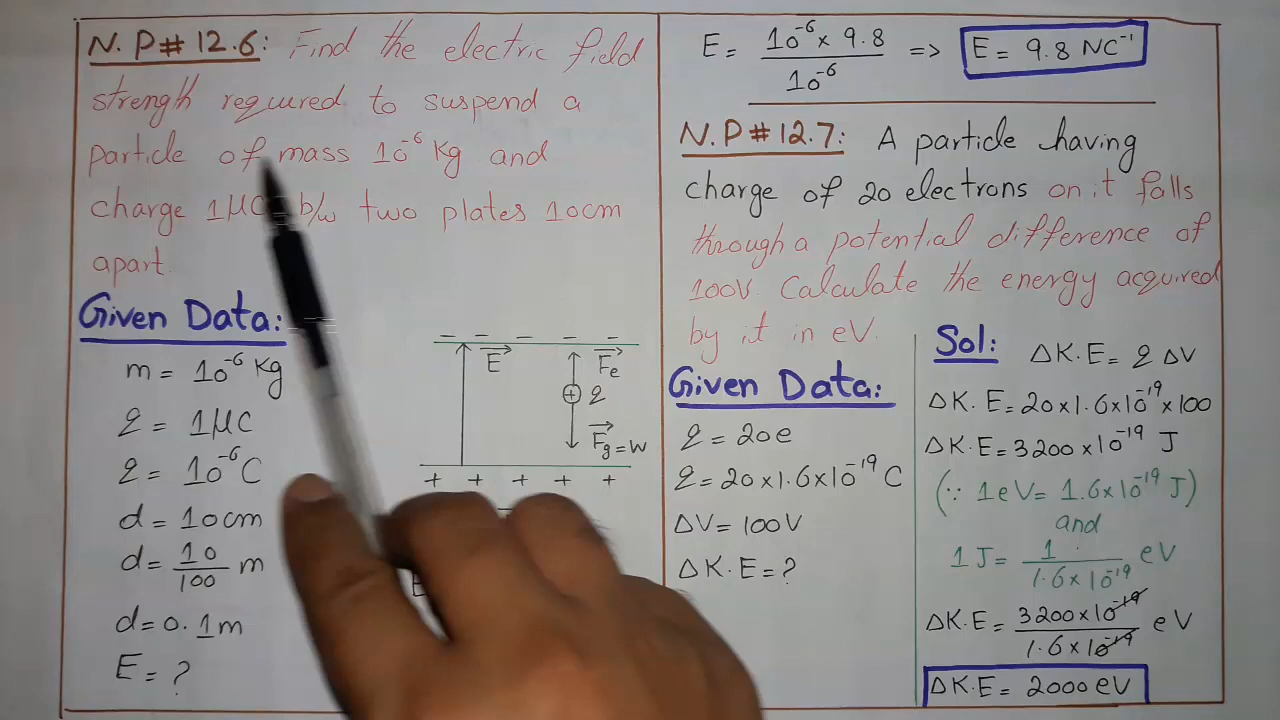 N.P# 12.6: Find the electric field
strength required to suspend a
particle of mass 10⁻⁶ Kg and
charge 1μC b/w two plates 10cm
apart.
Given Data:
m = 10⁻⁶ Kg
q = 1μC
q = 10⁻⁶ C
d = 10cm
d = 10/100 m
d = 0.1m
E = ?
− − − − −
E⃗
F⃗e
+ q
F⃗g = W
+ + + + +
E
E = 10⁻⁶ × 9.8 / 10⁻⁶ => E = 9.8 NC⁻¹
N.P# 12.7: A particle having
charge of 20 electrons on it falls
through a potential difference of
100V. Calculate the energy acquired
by it in eV.
Given Data:
q = 20e
q = 20×1.6×10⁻¹⁹ C
ΔV = 100V
ΔK.E = ?
Sol: ΔK.E = q ΔV
ΔK.E = 20×1.6×10⁻¹⁹×100
ΔK.E = 3200×10⁻¹⁹ J
(∵ 1eV = 1.6×10⁻¹⁹ J)
and
1J = 1/1.6×10⁻¹⁹ eV
ΔK.E = 3200×10⁻¹⁹/1.6×10⁻¹⁹ eV
ΔK.E = 2000 eV